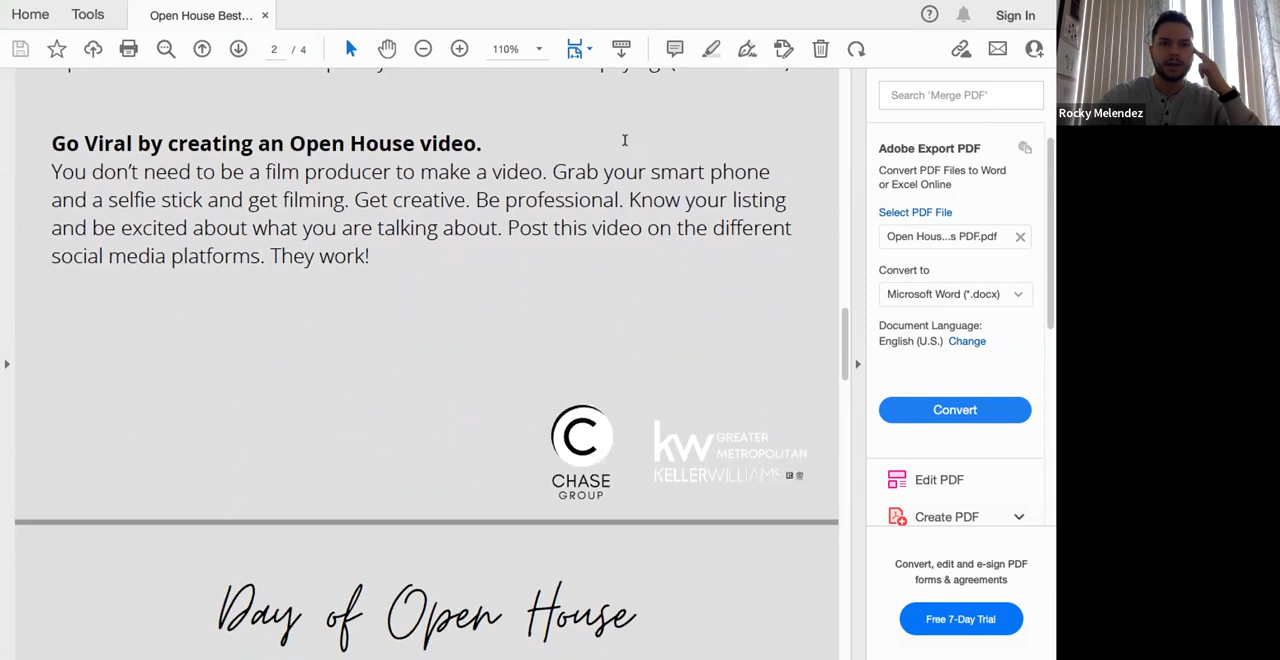 Home Tools Open House Best... × Sign In
2 / 4 110%
Rocky Melendez
Go Viral by creating an Open House video.
You don't need to be a film producer to make a video. Grab your smart phone
and a selfie stick and get filming. Get creative. Be professional. Know your listing
and be excited about what you are talking about. Post this video on the different
social media platforms. They work!
C
CHASE
GROUP
kw GREATER
METROPOLITAN
KELLERWILLIAMS
Day of Open House
Search 'Merge PDF'
Adobe Export PDF
Convert PDF Files to Word
or Excel Online
Select PDF File
Open Hous...s PDF.pdf
Convert to
Microsoft Word (*.docx)
Document Language:
English (U.S.) Change
Convert
Edit PDF
Create PDF
Convert, edit and e-sign PDF
forms & agreements
Free 7-Day Trial